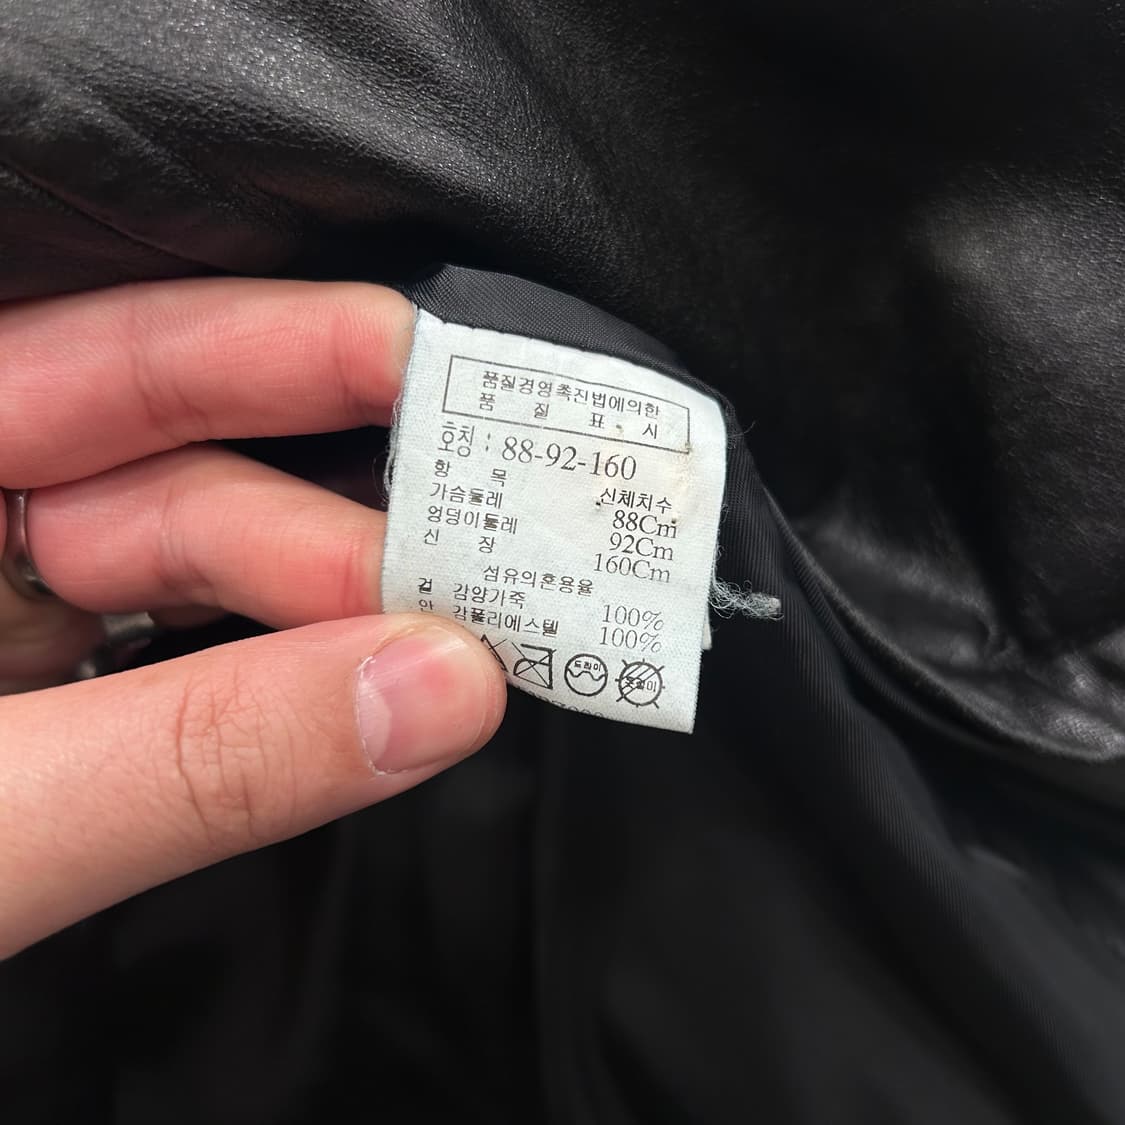 품질경영촉진법에의한
품 질 표 시
호칭 : 88-92-160
항 목
신체치수
가슴둘레 88Cm
엉덩이둘레 92Cm
신 장 160Cm
섬유의혼용율
겉 감양가죽 100%
안 감폴리에스텔 100%
드라이